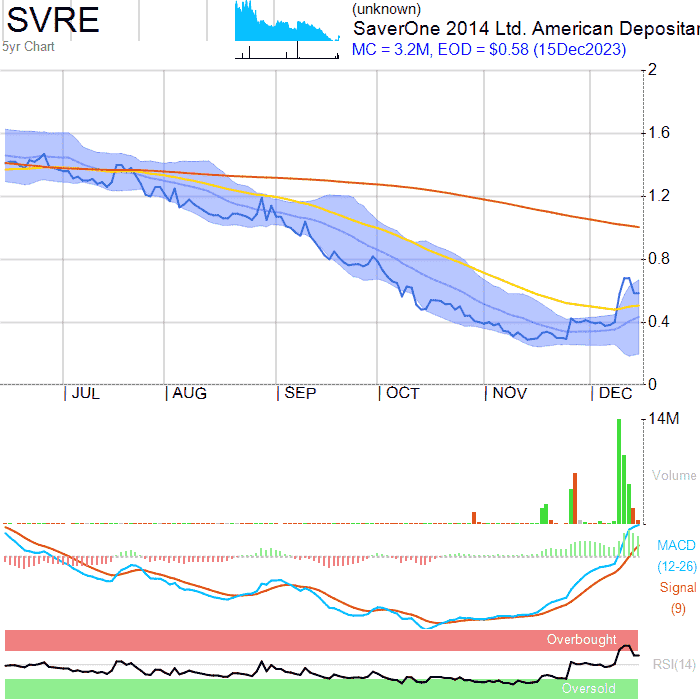 SVRE
5yr Chart
(unknown)
SaverOne 2014 Ltd. American Depositar
MC = 3.2M, EOD = $0.58 (15Dec2023)
2
1.6
1.2
0.8
0.4
0
JUL AUG SEP OCT NOV DEC
14M
Volume
MACD
(12-26)
Signal
(9)
Overbought
RSI(14)
Oversold